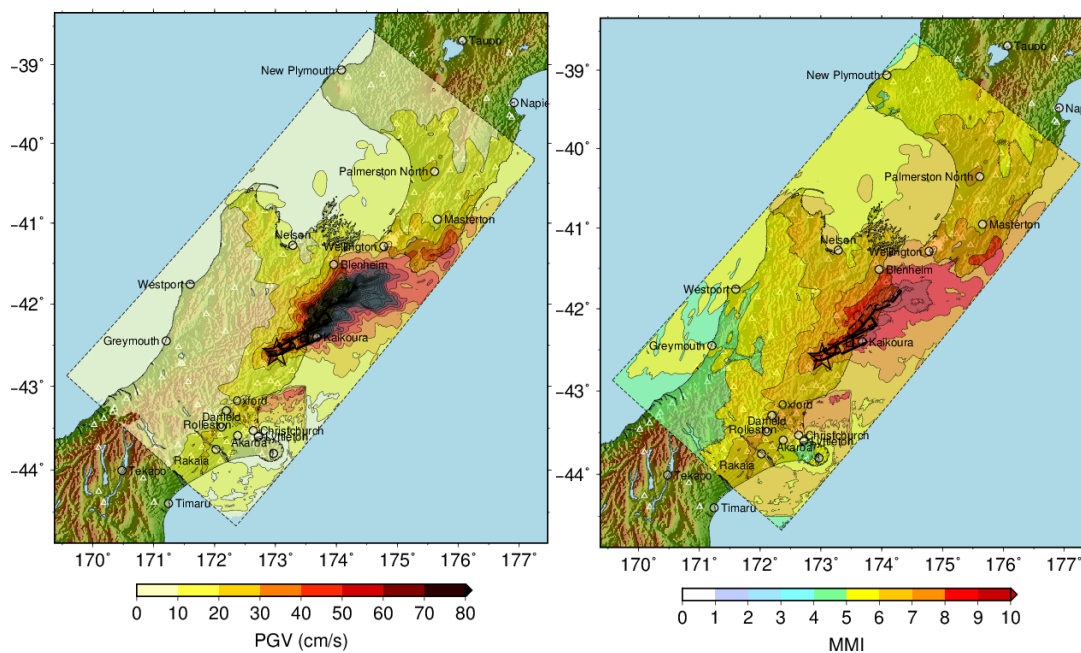 −39°
−40°
−41°
−42°
−43°
−44°
170° 171° 172° 173° 174° 175° 176° 177°
Taupo
New Plymouth
Napie
Palmerston North
Masterton
Nelson
Wellington
Blenheim
Westport
Greymouth
Kaikoura
Oxford
Darfield
Rolleston
Christchurch
Lyttleton
Akaroa
Rakaia
Tekapo
Timaru
0 10 20 30 40 50 60 70 80
PGV (cm/s)
−39°
−40°
−41°
−42°
−43°
−44°
170° 171° 172° 173° 174° 175° 176° 177°
Taupo
New Plymouth
Nap
Palmerston North
Masterton
Nelson
Wellington
Blenheim
Westport
Greymouth
Kaikoura
Oxford
Darfield
Rolleston
Christchurch
Lyttleton
Akaroa
Rakaia
Tekapo
Timaru
0 1 2 3 4 5 6 7 8 9 10
MMI